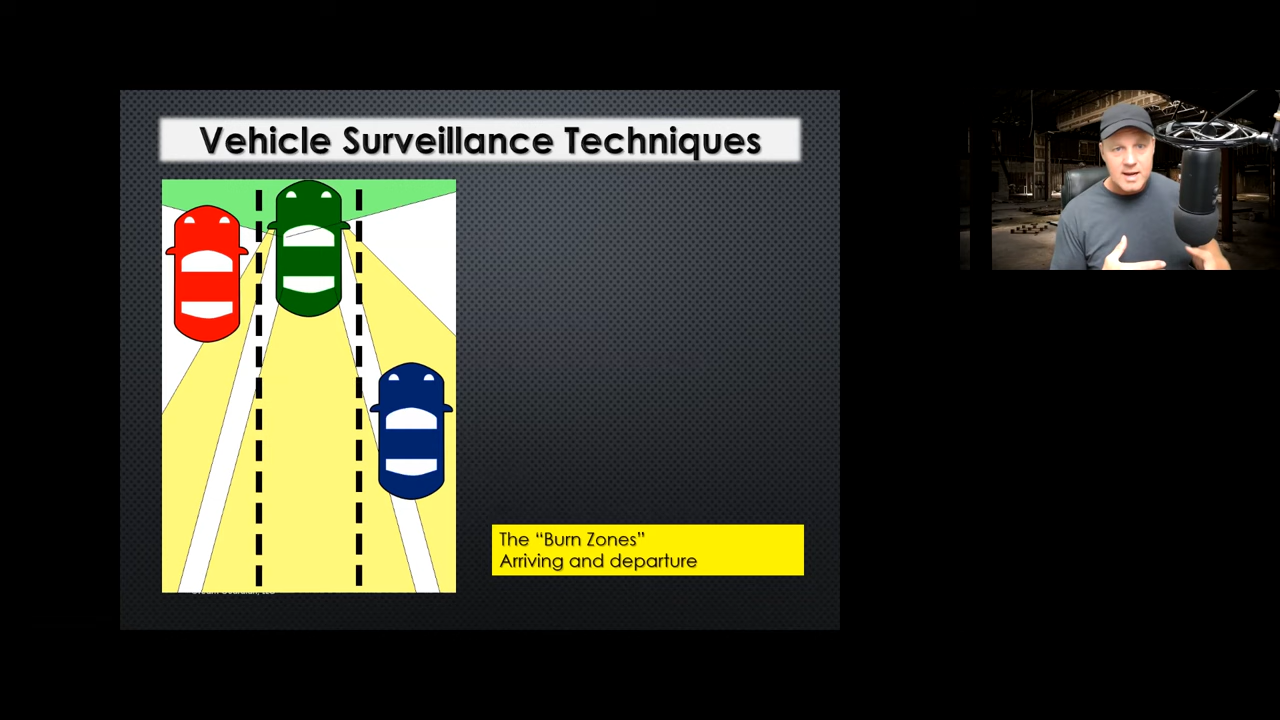 Vehicle Surveillance Techniques
The “Burn Zones”
Arriving and departure